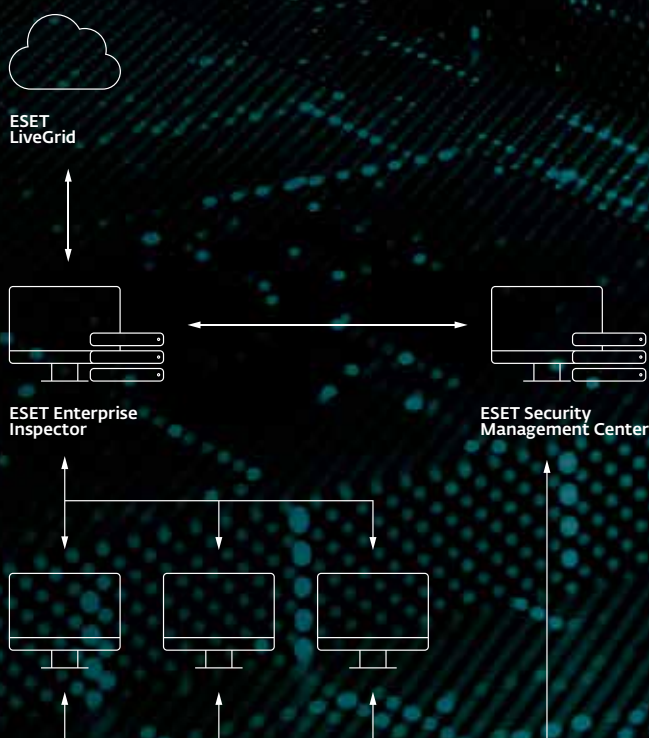 ESET
LiveGrid
ESET Enterprise
Inspector
ESET Security
Management Center